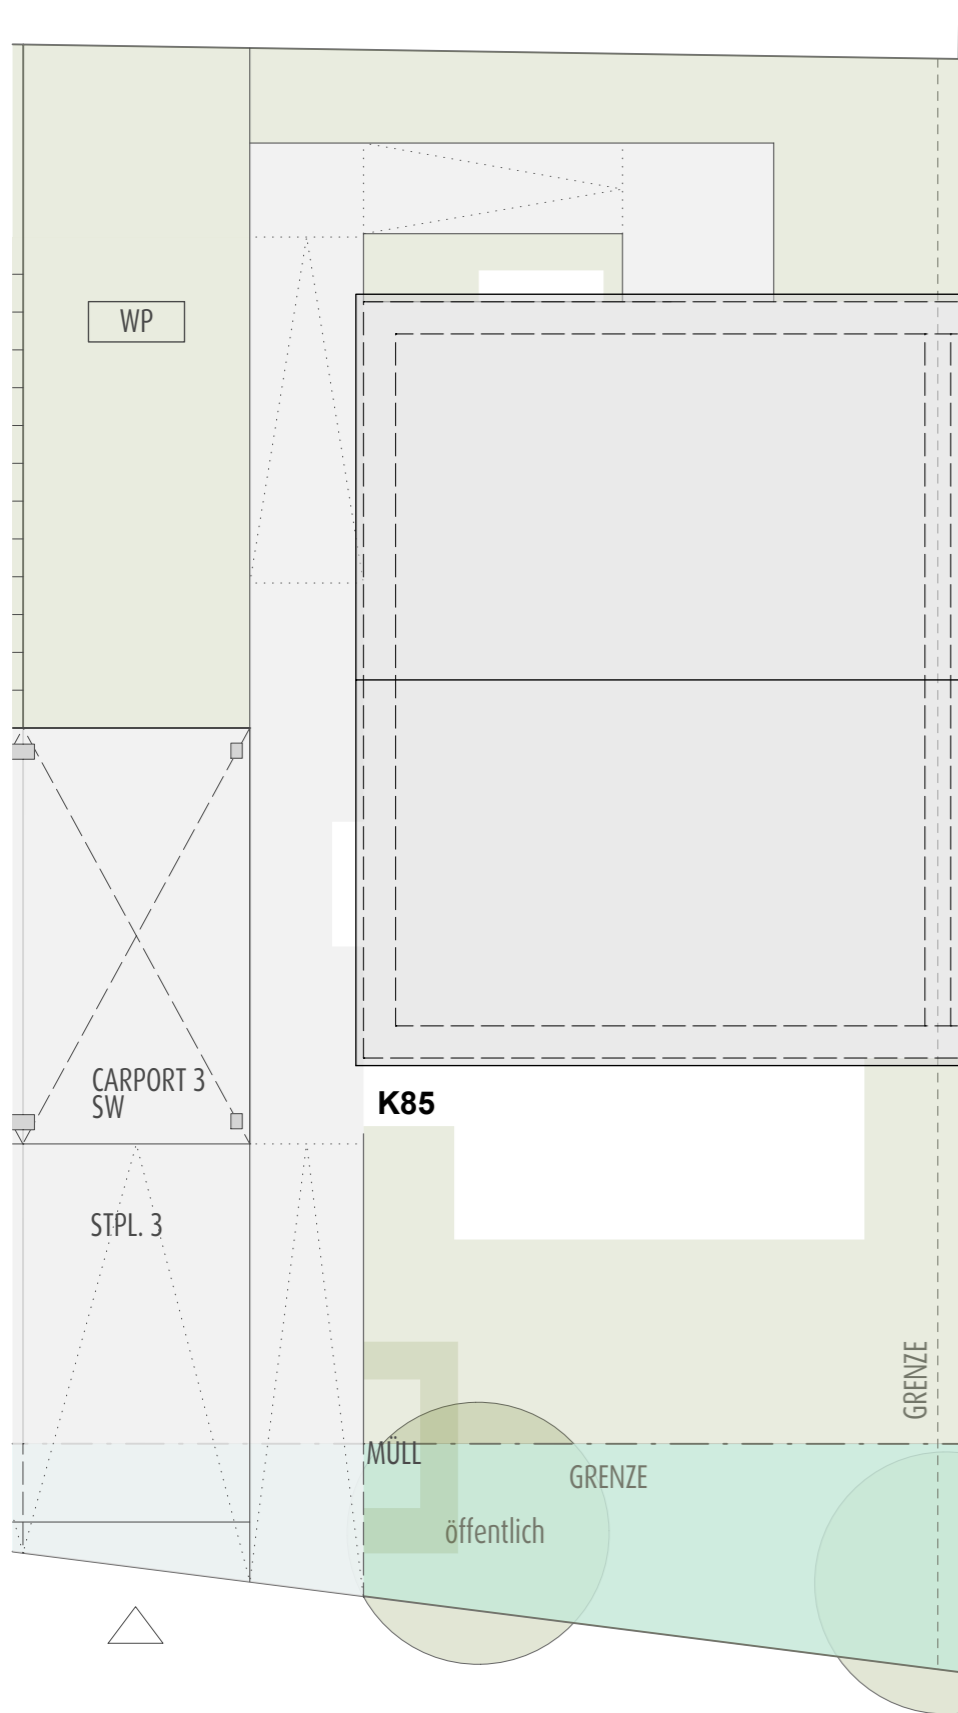 WP
CARPORT 3
SW
K85
STPL. 3
GRENZE
MÜLL
GRENZE
öffentlich